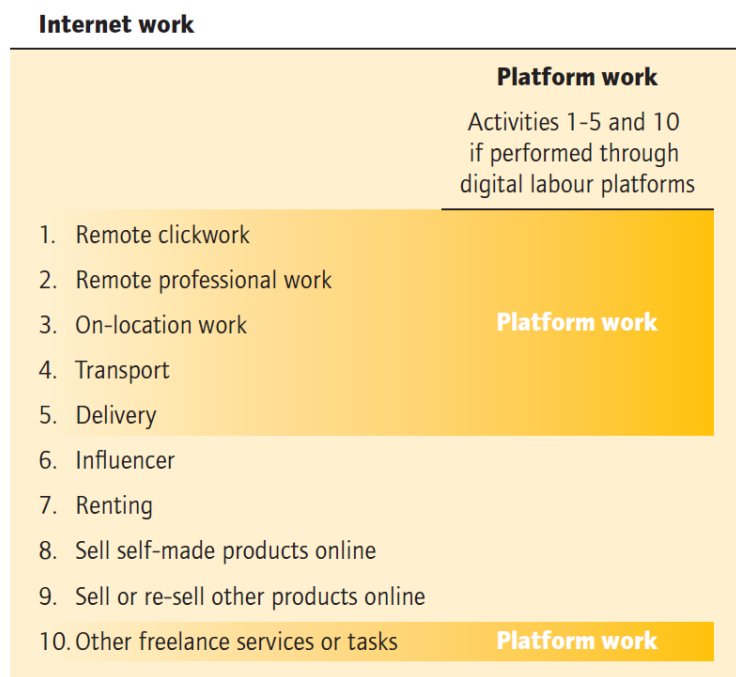 Internet work
Platform work
Activities 1-5 and 10
if performed through
digital labour platforms
1. Remote clickwork
2. Remote professional work
3. On-location work
Platform work
4. Transport
5. Delivery
6. Influencer
7. Renting
8. Sell self-made products online
9. Sell or re-sell other products online
10. Other freelance services or tasks
Platform work